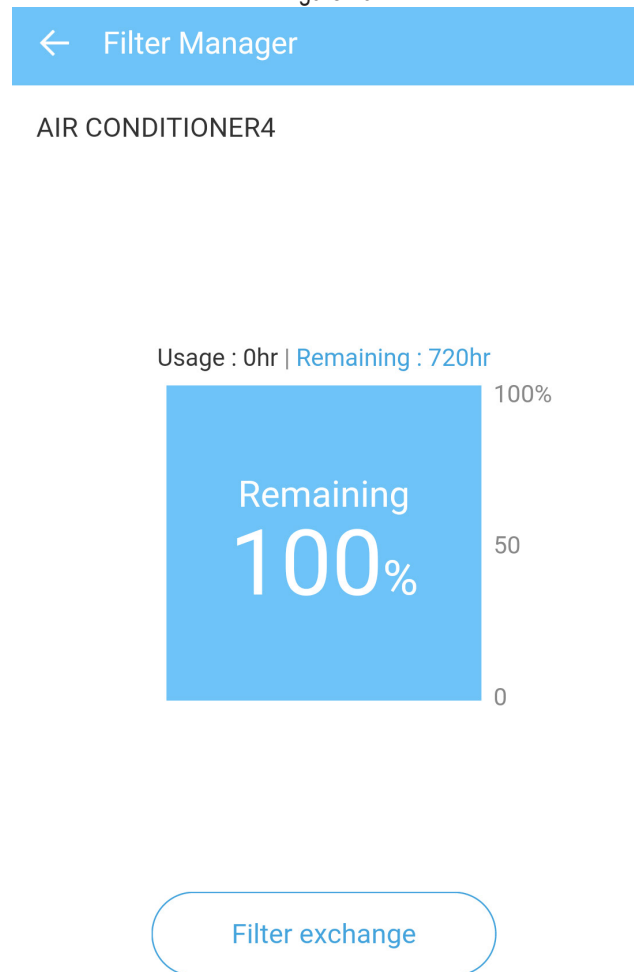 Filter Manager
AIR CONDITIONER4
Usage : 0hr | Remaining : 720hr
100%
Remaining
100%
50
0
Filter exchange